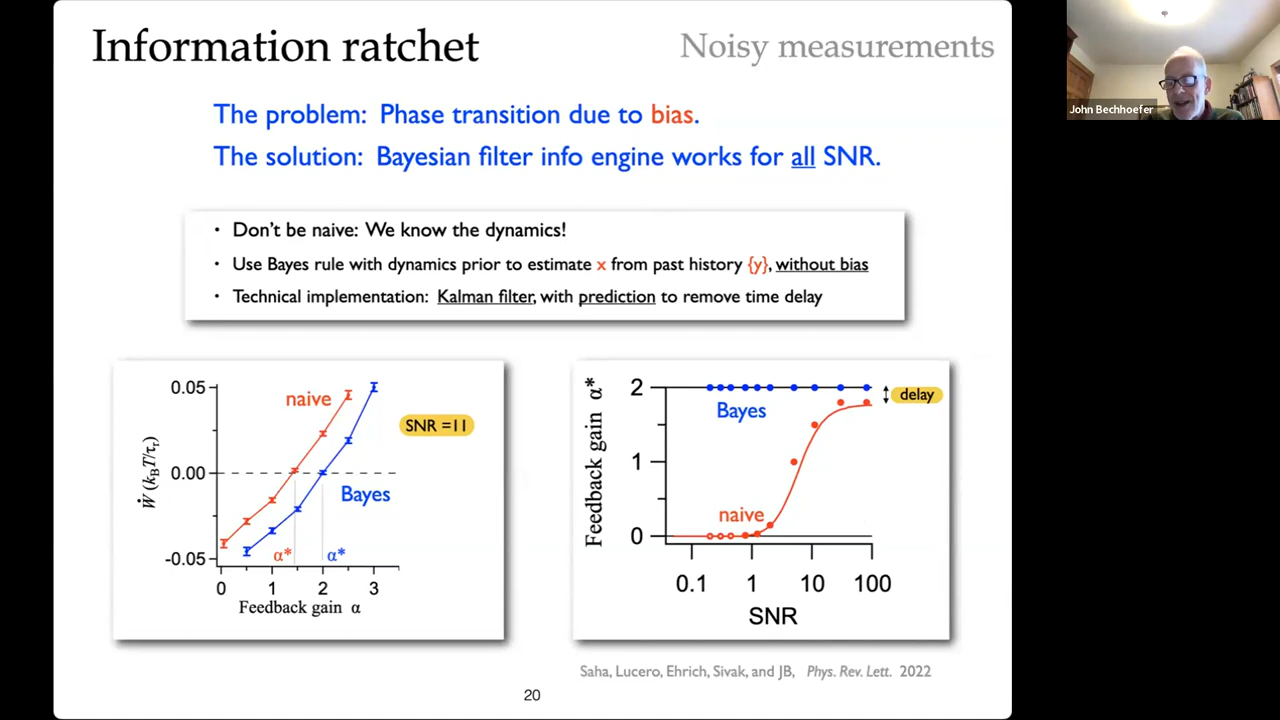 Information ratchet
Noisy measurements
John Bechhoefer
The problem: Phase transition due to bias.
The solution: Bayesian filter info engine works for all SNR.
• Don't be naive: We know the dynamics!
• Use Bayes rule with dynamics prior to estimate x from past history {y}, without bias
• Technical implementation: Kalman filter, with prediction to remove time delay
0.05
0.00
-0.05
Ẇ (kBT/τr)
naive
SNR =11
Bayes
α*
α*
0 1 2 3
Feedback gain α
Feedback gain α*
2
1
0
delay
Bayes
naive
0.1 1 10 100
SNR
Saha, Lucero, Ehrich, Sivak, and JB, Phys. Rev. Lett. 2022
20